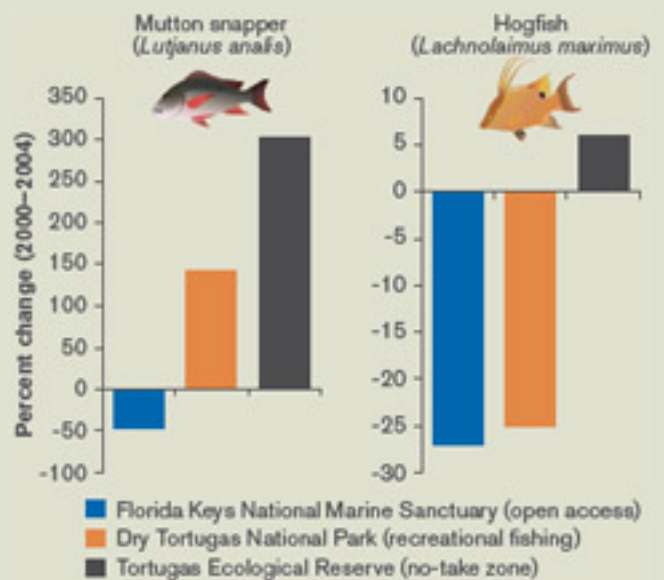 Mutton snapper
(Lutjanus analis)
Hogfish
(Lachnolaimus maximus)
Percent change (2000–2004)
350
300
250
200
150
100
50
0
-50
-100
10
5
0
-5
-10
-15
-20
-25
-30
Florida Keys National Marine Sanctuary (open access)
Dry Tortugas National Park (recreational fishing)
Tortugas Ecological Reserve (no-take zone)